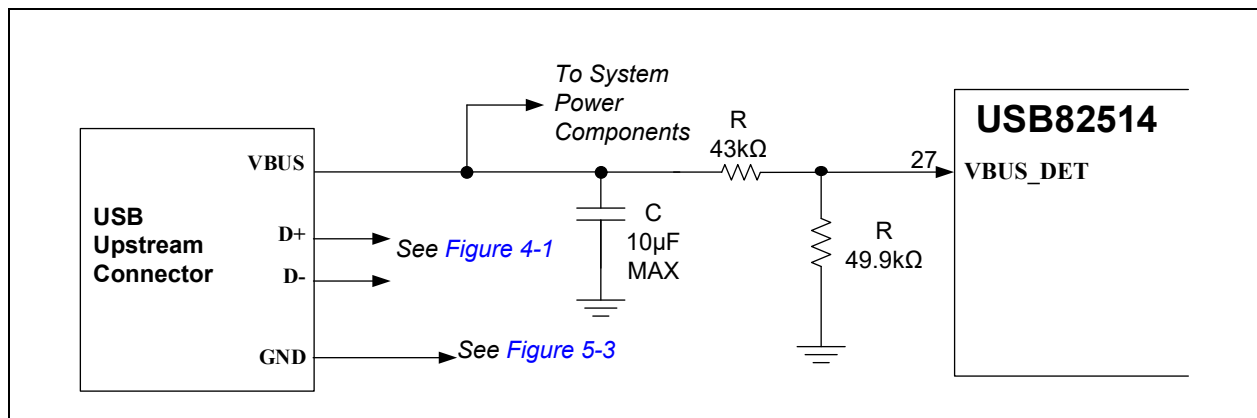 To System
Power
Components
R
43kΩ
USB82514
27
VBUS_DET
VBUS
USB
Upstream
Connector
D+
D-
GND
See Figure 4-1
See Figure 5-3
C
10µF
MAX
R
49.9kΩ